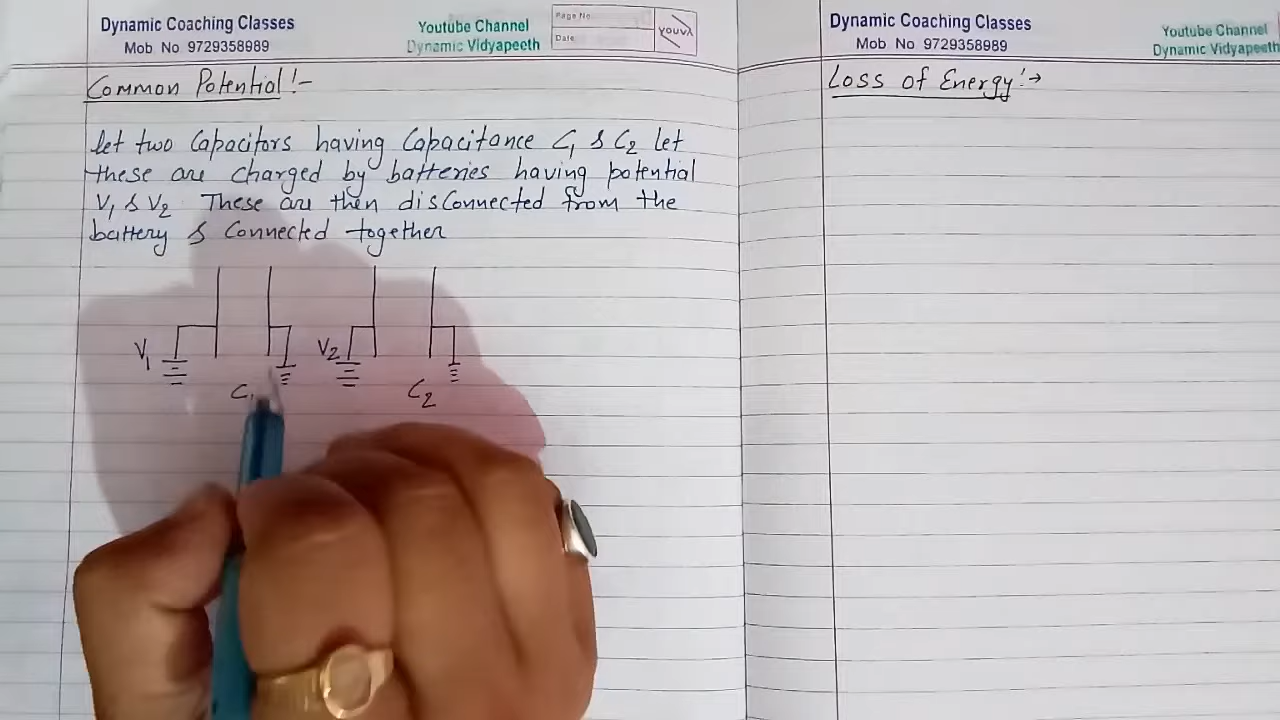 Dynamic Coaching Classes
Mob No 9729358989
Youtube Channel
Dynamic Vidyapeeth
Page No
Date
youva
Common Potential!-
let two Capacitors having Capacitance C₁ & C₂ let
these are charged by batteries having potential
V₁ & V₂ These are then disConnected from the
battery & Connected together
V₁
V₂
C₁
C₂
Dynamic Coaching Classes
Mob No 9729358989
Youtube Channel
Dynamic Vidyapeeth
Loss of Energy!→